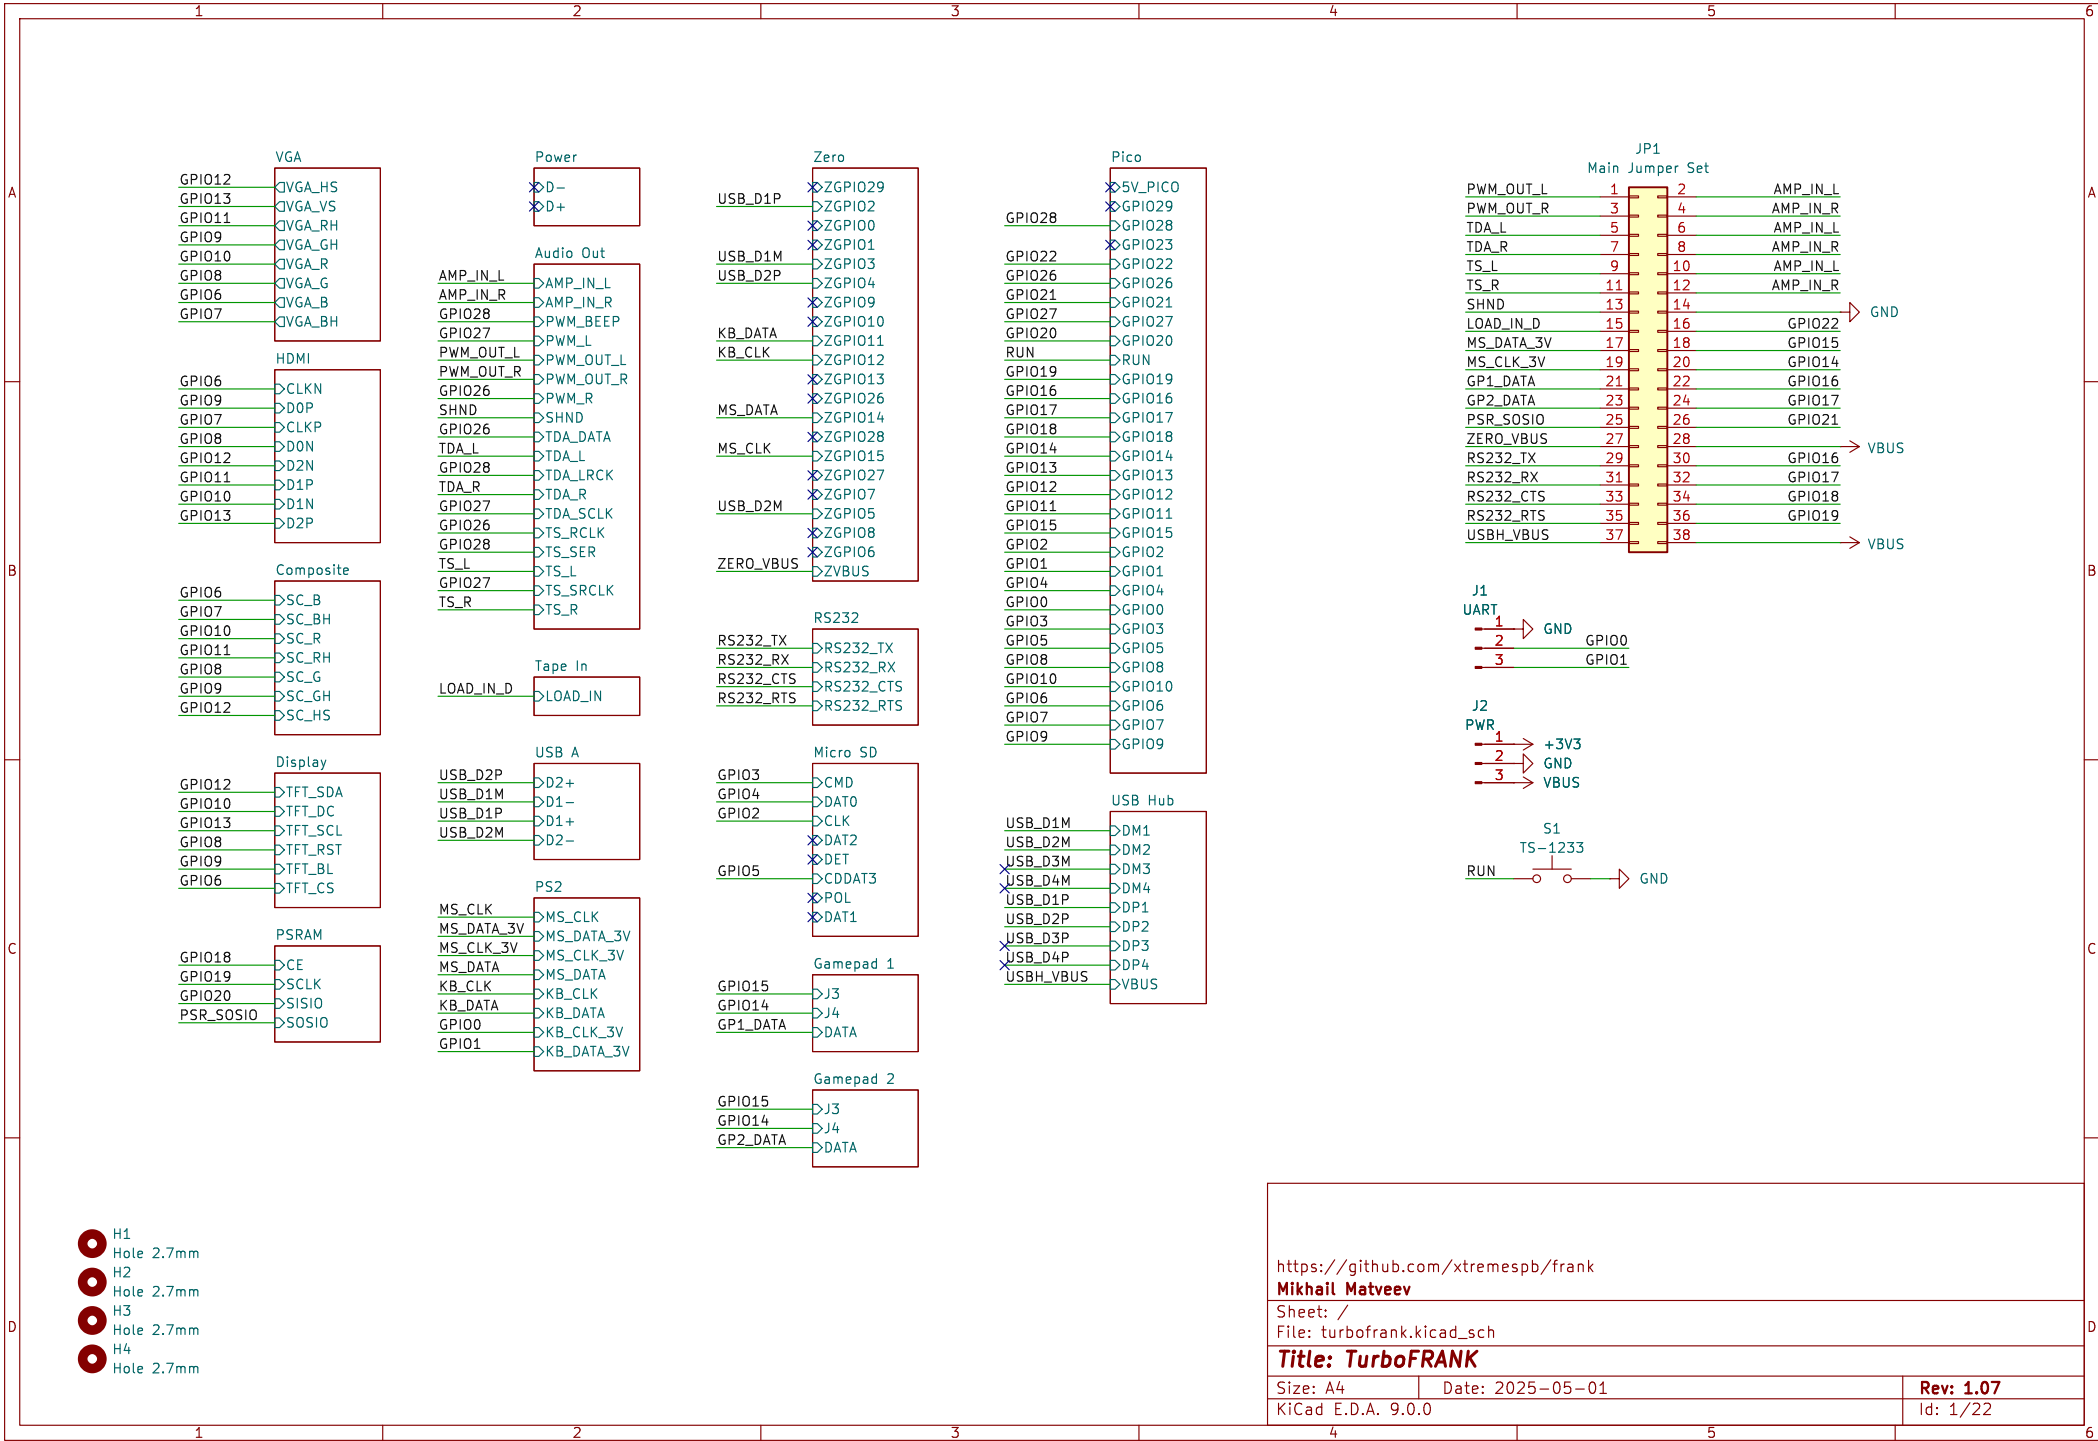 1 2 3 4 5 6
A
B
C
D
VGA
GPIO12 VGA_HS
GPIO13 VGA_VS
GPIO11 VGA_RH
GPIO9 VGA_GH
GPIO10 VGA_R
GPIO8 VGA_G
GPIO6 VGA_B
GPIO7 VGA_BH
HDMI
GPIO6 CLKN
GPIO9 D0P
GPIO7 CLKP
GPIO8 D0N
GPIO12 D2N
GPIO11 D1P
GPIO10 D1N
GPIO13 D2P
Composite
GPIO6 SC_B
GPIO7 SC_BH
GPIO10 SC_R
GPIO11 SC_RH
GPIO8 SC_G
GPIO9 SC_GH
GPIO12 SC_HS
Display
GPIO12 TFT_SDA
GPIO10 TFT_DC
GPIO13 TFT_SCL
GPIO8 TFT_RST
GPIO9 TFT_BL
GPIO6 TFT_CS
PSRAM
GPIO18 CE
GPIO19 SCLK
GPIO20 SISIO
PSR_SOSIO SOSIO
Power
D-
D+
Audio Out
AMP_IN_L AMP_IN_L
AMP_IN_R AMP_IN_R
GPIO28 PWM_BEEP
GPIO27 PWM_L
PWM_OUT_L PWM_OUT_L
PWM_OUT_R PWM_OUT_R
GPIO26 PWM_R
SHND SHND
GPIO26 TDA_DATA
TDA_L TDA_L
GPIO28 TDA_LRCK
TDA_R TDA_R
GPIO27 TDA_SCLK
GPIO26 TS_RCLK
GPIO28 TS_SER
TS_L TS_L
GPIO27 TS_SRCLK
TS_R TS_R
Tape In
LOAD_IN_D LOAD_IN
USB A
USB_D2P D2+
USB_D1M D1-
USB_D1P D1+
USB_D2M D2-
PS2
MS_CLK MS_CLK
MS_DATA_3V MS_DATA_3V
MS_CLK_3V MS_CLK_3V
MS_DATA MS_DATA
KB_CLK KB_CLK
KB_DATA KB_DATA
GPIO0 KB_CLK_3V
GPIO1 KB_DATA_3V
Zero
ZGPIO29
USB_D1P ZGPIO2
ZGPIO0
ZGPIO1
USB_D1M ZGPIO3
USB_D2P ZGPIO4
ZGPIO9
ZGPIO10
KB_DATA ZGPIO11
KB_CLK ZGPIO12
ZGPIO13
ZGPIO26
MS_DATA ZGPIO14
ZGPIO28
MS_CLK ZGPIO15
ZGPIO27
ZGPIO7
USB_D2M ZGPIO5
ZGPIO8
ZGPIO6
ZERO_VBUS ZVBUS
RS232
RS232_TX RS232_TX
RS232_RX RS232_RX
RS232_CTS RS232_CTS
RS232_RTS RS232_RTS
Micro SD
GPIO3 CMD
GPIO4 DAT0
GPIO2 CLK
DAT2
DET
GPIO5 CDDAT3
POL
DAT1
Gamepad 1
GPIO15 J3
GPIO14 J4
GP1_DATA DATA
Gamepad 2
GPIO15 J3
GPIO14 J4
GP2_DATA DATA
Pico
5V_PICO
GPIO29
GPIO28 GPIO28
GPIO23
GPIO22 GPIO22
GPIO26 GPIO26
GPIO21 GPIO21
GPIO27 GPIO27
GPIO20 GPIO20
RUN RUN
GPIO19 GPIO19
GPIO16 GPIO16
GPIO17 GPIO17
GPIO18 GPIO18
GPIO14 GPIO14
GPIO13 GPIO13
GPIO12 GPIO12
GPIO11 GPIO11
GPIO15 GPIO15
GPIO2 GPIO2
GPIO1 GPIO1
GPIO4 GPIO4
GPIO0 GPIO0
GPIO3 GPIO3
GPIO5 GPIO5
GPIO8 GPIO8
GPIO10 GPIO10
GPIO6 GPIO6
GPIO7 GPIO7
GPIO9 GPIO9
USB Hub
USB_D1M DM1
USB_D2M DM2
USB_D3M DM3
USB_D4M DM4
USB_D1P DP1
USB_D2P DP2
USB_D3P DP3
USB_D4P DP4
USBH_VBUS VBUS
JP1
Main Jumper Set
PWM_OUT_L 1 2 AMP_IN_L
PWM_OUT_R 3 4 AMP_IN_R
TDA_L 5 6 AMP_IN_L
TDA_R 7 8 AMP_IN_R
TS_L 9 10 AMP_IN_L
TS_R 11 12 AMP_IN_R
SHND 13 14 GND
LOAD_IN_D 15 16 GPIO22
MS_DATA_3V 17 18 GPIO15
MS_CLK_3V 19 20 GPIO14
GP1_DATA 21 22 GPIO16
GP2_DATA 23 24 GPIO17
PSR_SOSIO 25 26 GPIO21
ZERO_VBUS 27 28 VBUS
RS232_TX 29 30 GPIO16
RS232_RX 31 32 GPIO17
RS232_CTS 33 34 GPIO18
RS232_RTS 35 36 GPIO19
USBH_VBUS 37 38 VBUS
J1
UART
1 GND
2 GPIO0
3 GPIO1
J2
PWR
1 +3V3
2 GND
3 VBUS
S1
TS-1233
RUN GND
H1
Hole 2.7mm
H2
Hole 2.7mm
H3
Hole 2.7mm
H4
Hole 2.7mm
https://github.com/xtremespb/frank
Mikhail Matveev
Sheet: /
File: turbofrank.kicad_sch
Title: TurboFRANK
Size: A4 Date: 2025-05-01 Rev: 1.07
KiCad E.D.A. 9.0.0 Id: 1/22
A
B
C
D
1 2 3 4 5 6